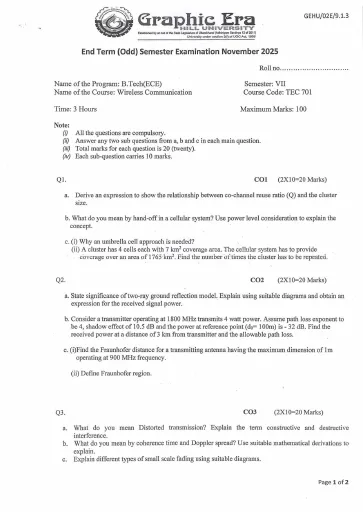 GEHU/02E/9.1.3
Graphic Era
HILL UNIVERSITY
End Term (Odd) Semester Examination November 2025
Roll no..............................
Name of the Program: B.Tech(ECE) Semester: VII
Name of the Course: Wireless Communication Course Code: TEC 701
Time: 3 Hours Maximum Marks: 100
Note:
(i) All the questions are compulsory.
(ii) Answer any two sub questions from a, b and c in each main question.
(iii) Total marks for each question is 20 (twenty).
(iv) Each sub-question carries 10 marks.
Q1. CO1 (2X10=20 Marks)
a. Derive an expression to show the relationship between co-channel reuse ratio (Q) and the cluster
size.
b. What do you mean by hand-off in a cellular system? Use power level consideration to explain the
concept.
c. (i) Why an umbrella cell approach is needed?
(ii) A cluster has 4 cells each with 7 km² coverage area. The cellular system has to provide
coverage over an area of 1765 km². Find the number of times the cluster has to be repeated.
Q2. CO2 (2X10=20 Marks)
a. State significance of two-ray ground reflection model. Explain using suitable diagrams and obtain an
expression for the received signal power.
b. Consider a transmitter operating at 1800 MHz transmits 4 watt power. Assume path loss exponent to
be 4, shadow effect of 10.5 dB and the power at reference point (d₀= 100m) is - 32 dB. Find the
received power at a distance of 3 km from transmitter and the allowable path loss.
c. (i)Find the Fraunhofer distance for a transmitting antenna having the maximum dimension of 1m
operating at 900 MHz frequency.
(ii) Define Fraunhofer region.
Q3. CO3 (2X10=20 Marks)
a. What do you mean Distorted transmission? Explain the term constructive and destructive
interference.
b. What do you mean by coherence time and Doppler spread? Use suitable mathematical derivations to
explain.
c. Explain different types of small scale fading using suitable diagrams.
Page 1 of 2